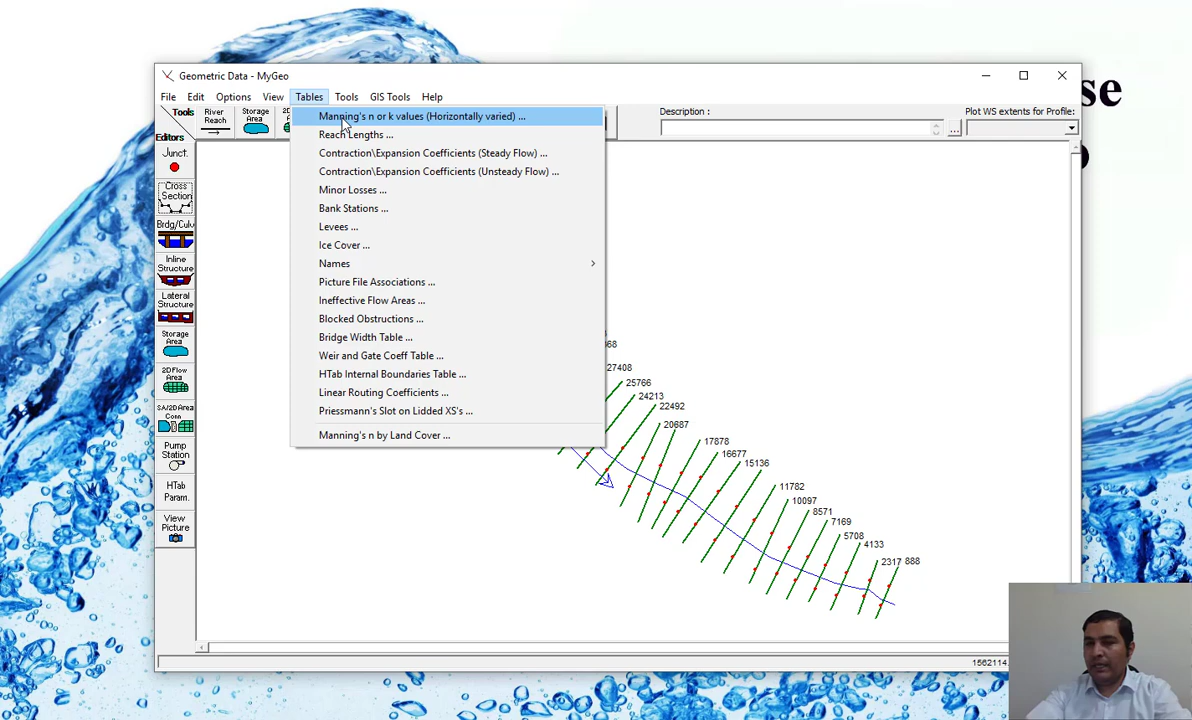 se
Geometric Data - MyGeo
File Edit Options View Tables Tools GIS Tools Help
Tools
Editors
River
Reach
Storage
Area
Description :
Plot WS extents for Profile:
...
Junct.
Cross
Section
Brdg/Culv
Inline
Structure
Lateral
Structure
Storage
Area
2DFlow
Area
SA/2DArea
Conn
Pump
Station
HTab
Param.
View
Picture
Manning's n or k values (Horizontally varied) ...
Reach Lengths ...
Contraction\Expansion Coefficients (Steady Flow) ...
Contraction\Expansion Coefficients (Unsteady Flow) ...
Minor Losses ...
Bank Stations ...
Levees ...
Ice Cover ...
Names
Picture File Associations ...
Ineffective Flow Areas ...
Blocked Obstructions ...
Bridge Width Table ...
Weir and Gate Coeff Table ...
HTab Internal Boundaries Table ...
Linear Routing Coefficients ...
Priessmann's Slot on Lidded XS's ...
Manning's n by Land Cover ...
27408
25766
24213
22492
20687
17878
16677
15136
11782
10097
8571
7169
5708
4133
2317 888
1562114.